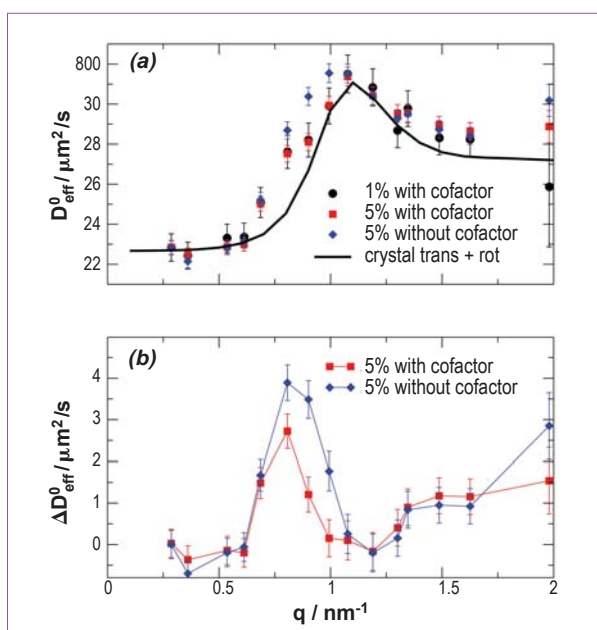 (a)
800
30
28
26
24
22
D⁰eff / μm²/s
1% with cofactor
5% with cofactor
5% without cofactor
crystal trans + rot
(b)
5% with cofactor
5% without cofactor
4
3
2
1
0
ΔD⁰eff / μm²/s
0 0.5 1 1.5 2
q / nm⁻¹